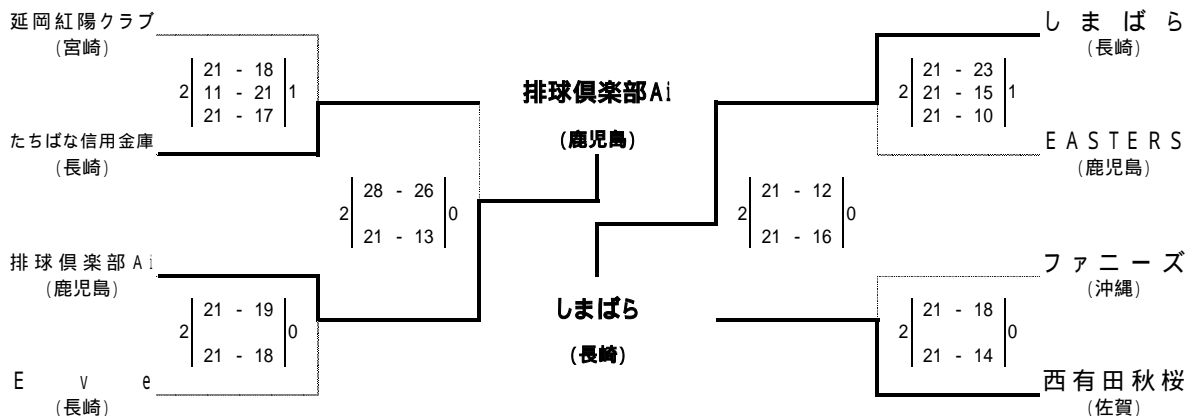 延岡紅陽クラブ
(宮崎)
2 21 - 18 1
11 - 21
21 - 17
たちばな信用金庫
(長崎)
2 28 - 26 0
21 - 13
排球倶楽部Ai
(鹿児島)
2 21 - 19 0
21 - 18
Eve
(長崎)
排球倶楽部Ai
(鹿児島)
しまばら
(長崎)
しまばら
(長崎)
2 21 - 23 1
21 - 15
21 - 10
EASTERS
(鹿児島)
2 21 - 12 0
21 - 16
ファニーズ
(沖縄)
2 21 - 18 0
21 - 14
西有田秋桜
(佐賀)